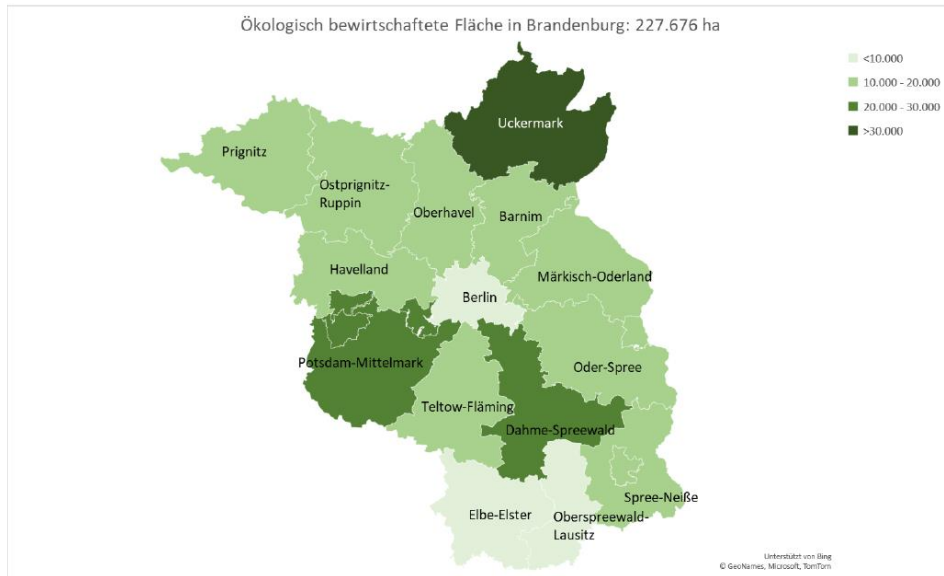 Ökologisch bewirtschaftete Fläche in Brandenburg: 227.676 ha
<10.000
10.000 - 20.000
20.000 - 30.000
>30.000
Uckermark
Prignitz
Ostprignitz-
Ruppin
Oberhavel
Barnim
Havelland
Märkisch-Oderland
Berlin
Potsdam-Mittelmark
Oder-Spree
Teltow-Fläming
Dahme-Spreewald
Spree-Neiße
Elbe-Elster
Oberspreewald-
Lausitz
Unterstützt von Bing
© GeoNames, Microsoft, TomTom